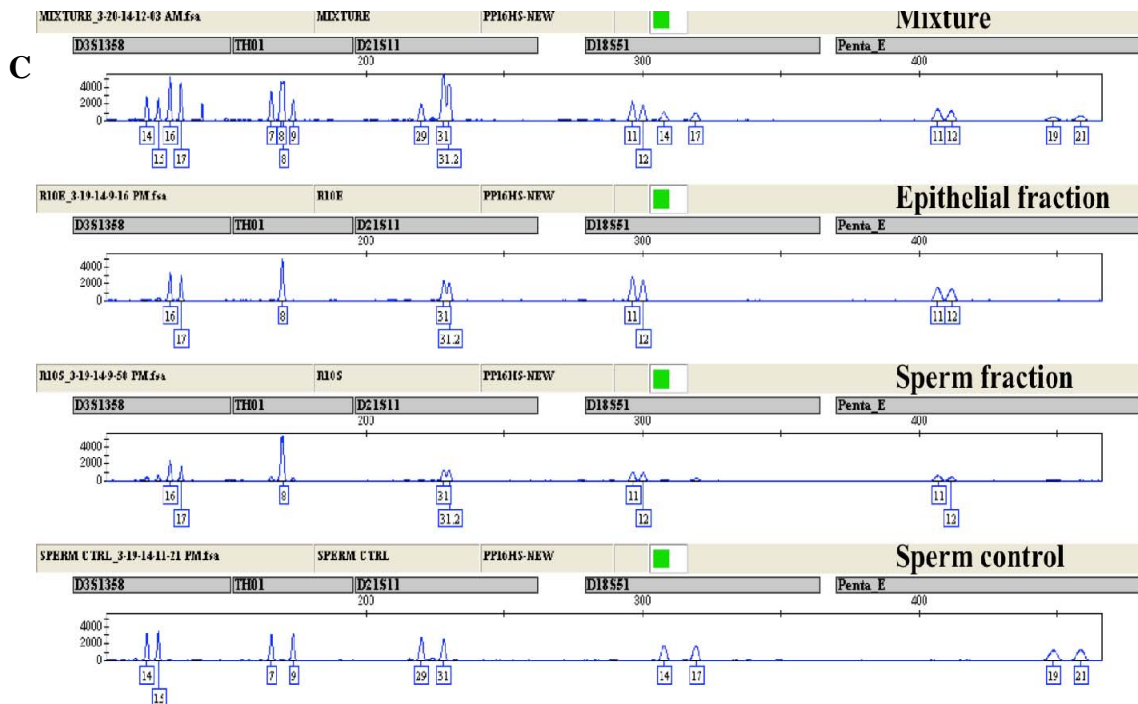 MIXTURE_3-20-14-12-03 AM.fsa MIXTURE PP16HS-NEW Mixture
D3S1358 TH01 D21S11 D18S51 Penta_E
C
200 300 400
4000
2000
0
14 16 7 8 9 29 31 11 14 17 11 12 19 21
15 17 8 31.2 12
R10E_3-19-14-9-16 PM.fsa R10E PP16HS-NEW Epithelial fraction
D3S1358 TH01 D21S11 D18S51 Penta_E
200 300 400
4000
2000
0
16 8 31 11 11 12
17 31.2 12
R10S_3-19-14-9-50 PM.fsa R10S PP16HS-NEW Sperm fraction
D3S1358 TH01 D21S11 D18S51 Penta_E
200 300 400
4000
2000
0
16 8 31 11 11
17 31.2 12 12
SPERM CTRL_3-19-14-11-21 PM.fsa SPERM CTRL PP16HS-NEW Sperm control
D3S1358 TH01 D21S11 D18S51 Penta_E
200 300 400
4000
2000
0
14 7 9 29 31 14 17 19 21
15